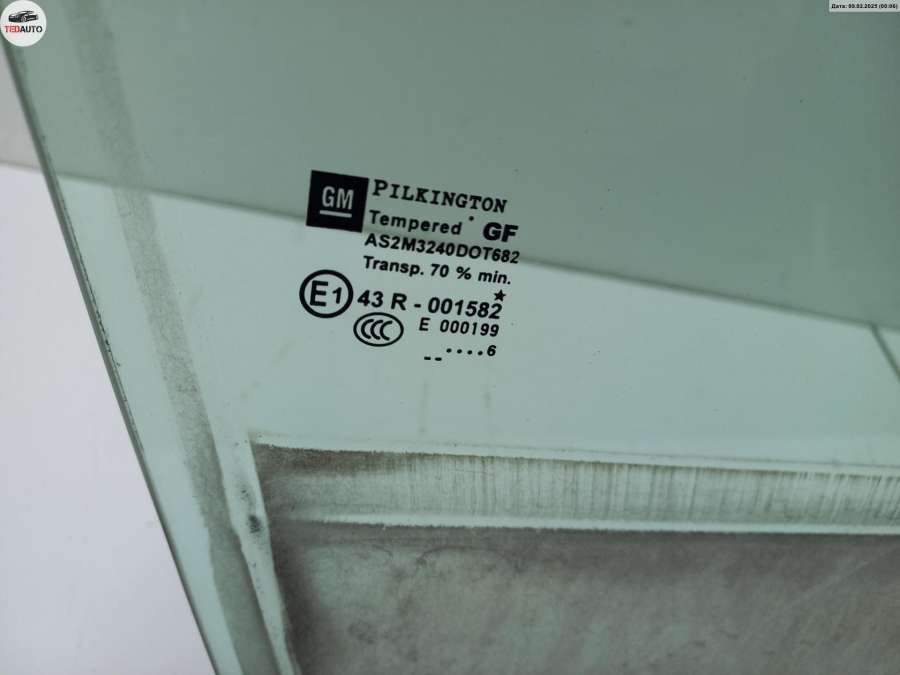 TEDAUTO
Дата: 00.02.2025 (00:06)
GM PILKINGTON
Tempered GF
AS2M3240DOT682
Transp. 70 % min.
E1 43 R - 001582
CCC E 000199
-- ....6